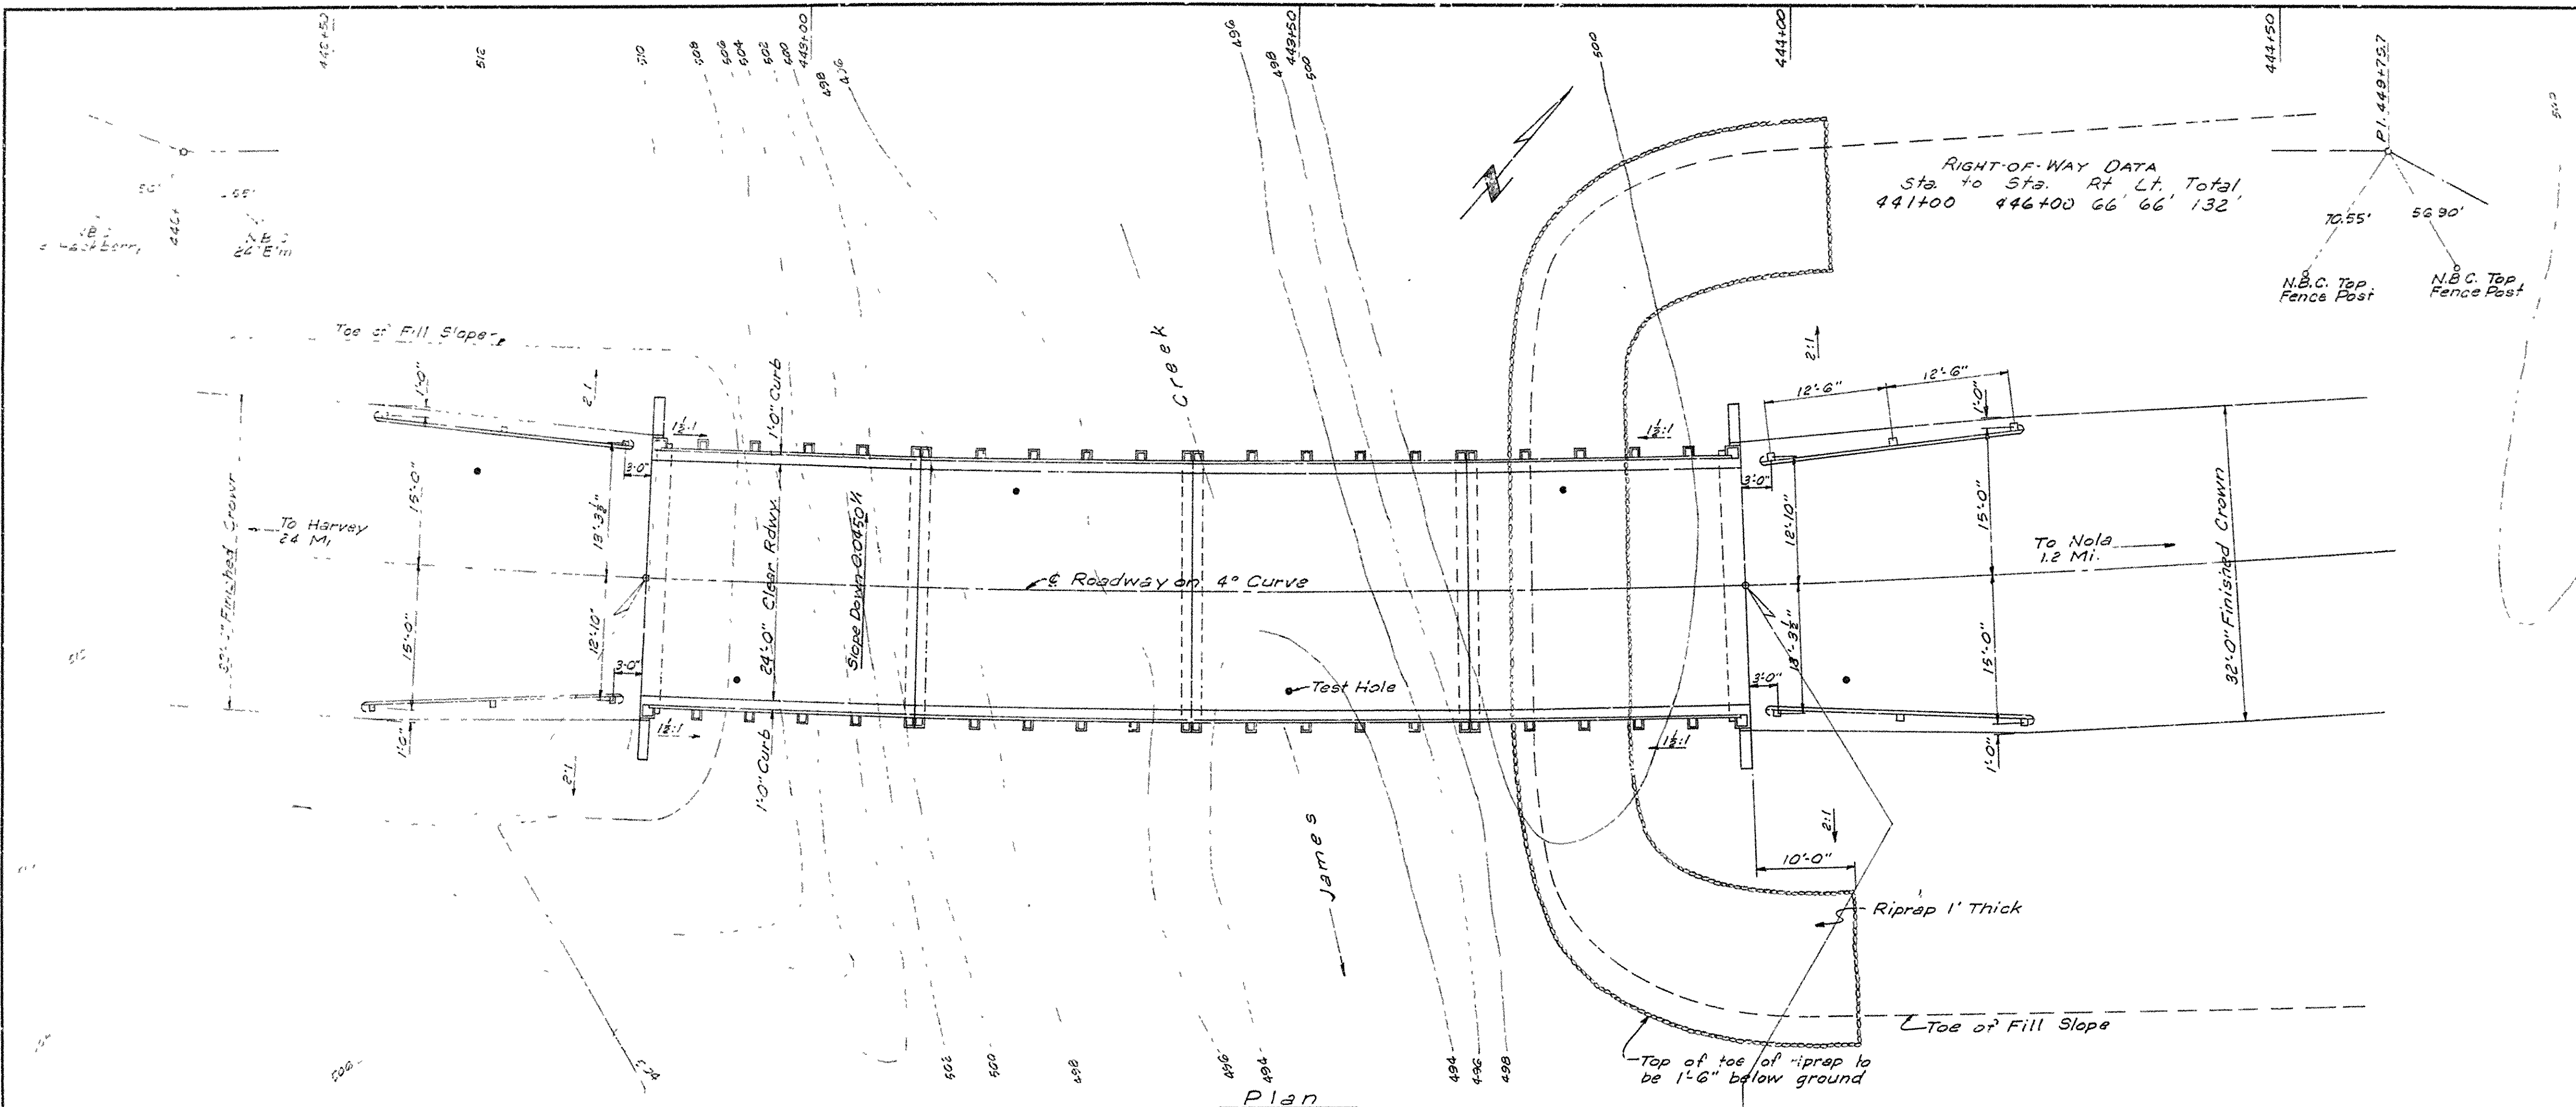 442+50
512
510
508
506
504
502
500
443+00
498
496
496
498
443+50
500
500
444+00
444+50
P.I. 449+75.7
RIGHT-OF-WAY DATA
Sta. to Sta. Rt Lt. Total
441+00 446+00 66' 66' 132'
70.55'
56.90'
N.B.C. Top
Fence Post
N.B.C. Top
Fence Post
Toe of Fill Slope
2:1
1'-0"
1½:1
1'-0" Curb
Creek
1½:1
2:1
12'-6"
12'-6"
1'-0"
3'-0"
15'-0"
13'-3½"
To Harvey
24 Mi
Finished Crown
24'-0" Clear Rdwy.
Slope Down 0.0450'/1
℄ Roadway on 4° Curve
3'-0"
12'-10"
15'-0"
To Nola
1.2 Mi.
32'-0" Finished Crown
15'-0"
12'-10"
3'-0"
13'-3½"
15'-0"
3'-0"
Test Hole
1'-0"
1½:1
1'-0" Curb
1½:1
1'-0"
2:1
James
2:1
10'-0"
Riprap 1' Thick
Toe of Fill Slope
Top of toe of riprap to
be 1'-6" below ground
506
502
500
498
496
494
494
496
498
Plan